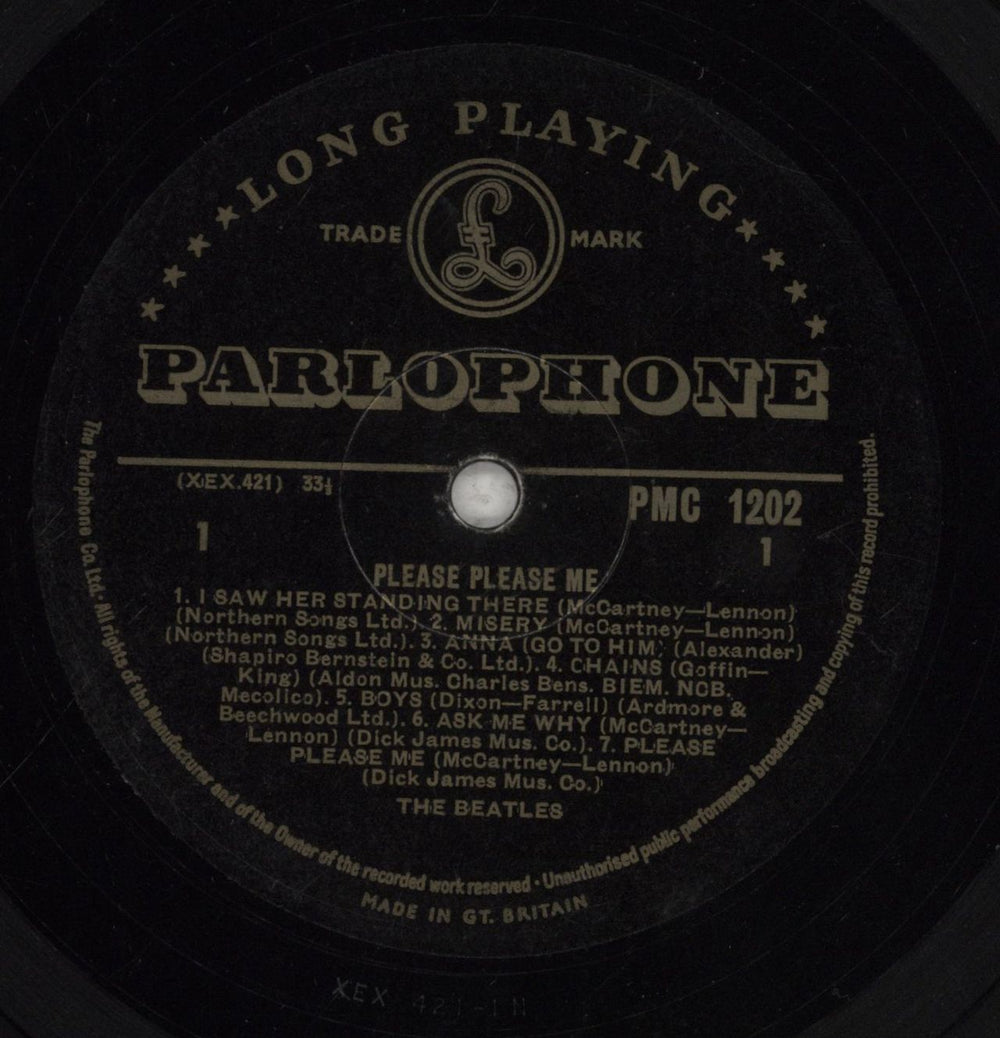 LONG PLAYING
TRADE £ MARK
PARLOPHONE
(XEX.421) 33⅓
PMC 1202
1
1
PLEASE PLEASE ME
1. I SAW HER STANDING THERE (McCartney—Lennon)
(Northern Songs Ltd.) 2. MISERY (McCartney—Lennon)
(Northern Songs Ltd.). 3. ANNA (GO TO HIM) (Alexander)
(Shapiro Bernstein & Co. Ltd.). 4. CHAINS (Goffin—
King) (Aldon Mus. Charles Bens. BIEM. NCB.
Mecolico). 5. BOYS (Dixon—Farrell) (Ardmore &
Beechwood Ltd.). 6. ASK ME WHY (McCartney—
Lennon) (Dick James Mus. Co.). 7. PLEASE
PLEASE ME (McCartney—Lennon)
(Dick James Mus. Co.)
THE BEATLES
The Parlophone Co. Ltd. All rights of the Manufacturer and of the Owner of the recorded work reserved · Unauthorised public performance broadcasting and copying of this record prohibited.
MADE IN GT. BRITAIN
XEX 421-1N